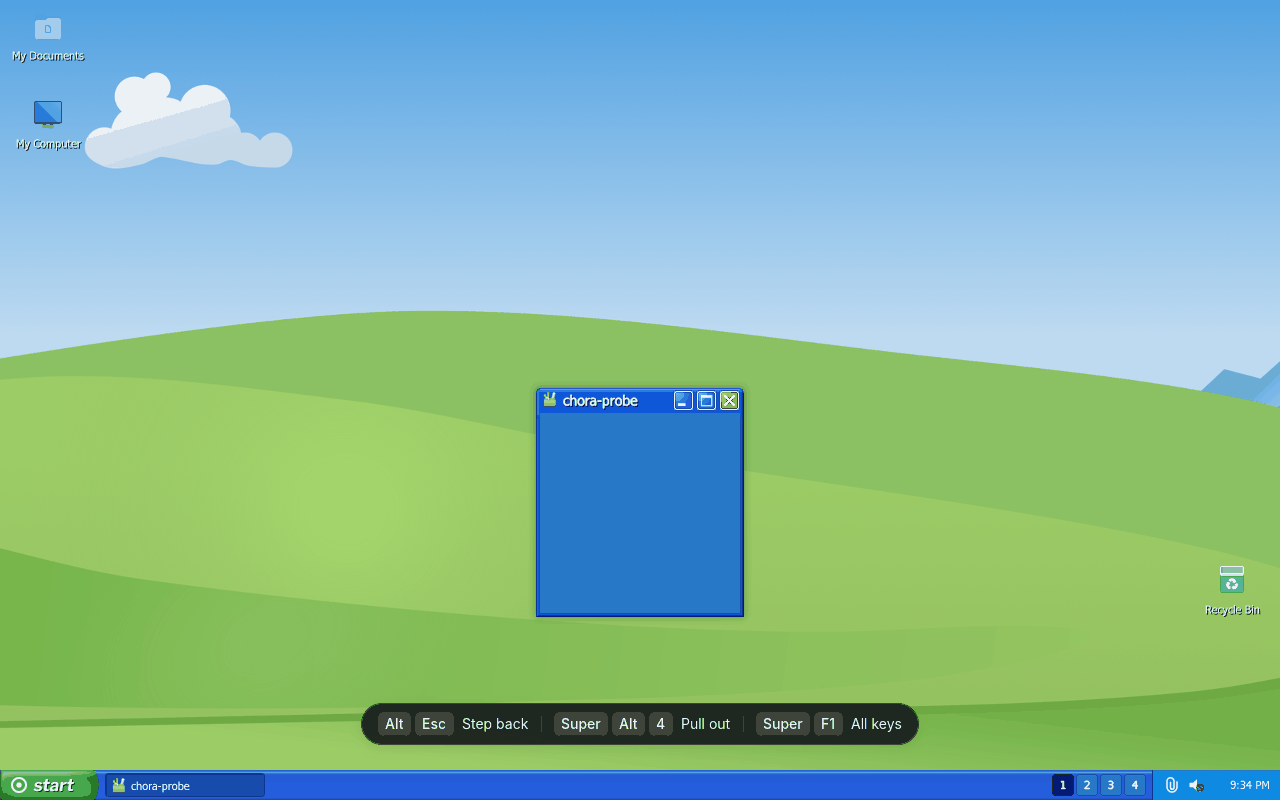 My Documents
My Computer
chora-probe
Recycle Bin
Alt Esc Step back Super Alt 4 Pull out Super F1 All keys
start chora-probe 1 2 3 4 9:34 PM